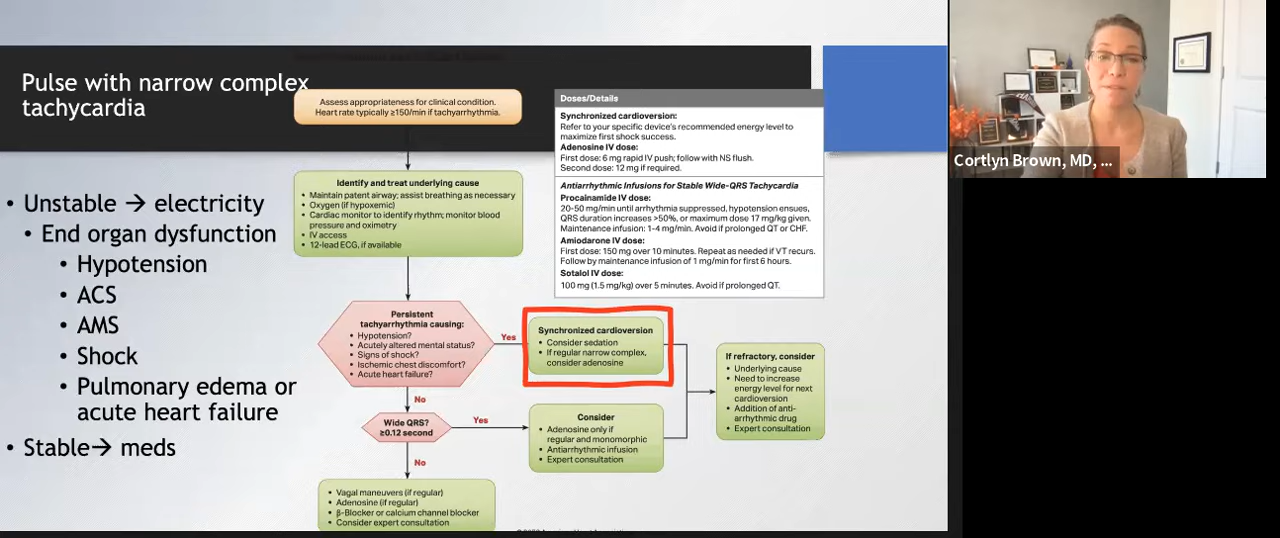 Pulse with narrow complex
tachycardia
• Unstable → electricity
• End organ dysfunction
• Hypotension
• ACS
• AMS
• Shock
• Pulmonary edema or
acute heart failure
• Stable→ meds
Assess appropriateness for clinical condition.
Heart rate typically ≥150/min if tachyarrhythmia.
Identify and treat underlying cause
• Maintain patent airway; assist breathing as necessary
• Oxygen (if hypoxemic)
• Cardiac monitor to identify rhythm; monitor blood
pressure and oximetry
• IV access
• 12-lead ECG, if available
Persistent
tachyarrhythmia causing:
• Hypotension?
• Acutely altered mental status?
• Signs of shock?
• Ischemic chest discomfort?
• Acute heart failure?
Yes
Synchronized cardioversion
• Consider sedation
• If regular narrow complex,
consider adenosine
If refractory, consider
• Underlying cause
• Need to increase
energy level for next
cardioversion
• Addition of anti-
arrhythmic drug
• Expert consultation
No
Wide QRS?
≥0.12 second
Yes
Consider
• Adenosine only if
regular and monomorphic
• Antiarrhythmic infusion
• Expert consultation
No
• Vagal maneuvers (if regular)
• Adenosine (if regular)
• β-Blocker or calcium channel blocker
• Consider expert consultation
Doses/Details
Synchronized cardioversion:
Refer to your specific device's recommended energy level to
maximize first shock success.
Adenosine IV dose:
First dose: 6 mg rapid IV push; follow with NS flush.
Second dose: 12 mg if required.
Antiarrhythmic Infusions for Stable Wide-QRS Tachycardia
Procainamide IV dose:
20-50 mg/min until arrhythmia suppressed, hypotension ensues,
QRS duration increases >50%, or maximum dose 17 mg/kg given.
Maintenance infusion: 1-4 mg/min. Avoid if prolonged QT or CHF.
Amiodarone IV dose:
First dose: 150 mg over 10 minutes. Repeat as needed if VT recurs.
Follow by maintenance infusion of 1 mg/min for first 6 hours.
Sotalol IV dose:
100 mg (1.5 mg/kg) over 5 minutes. Avoid if prolonged QT.
Cortlyn Brown, MD, ...